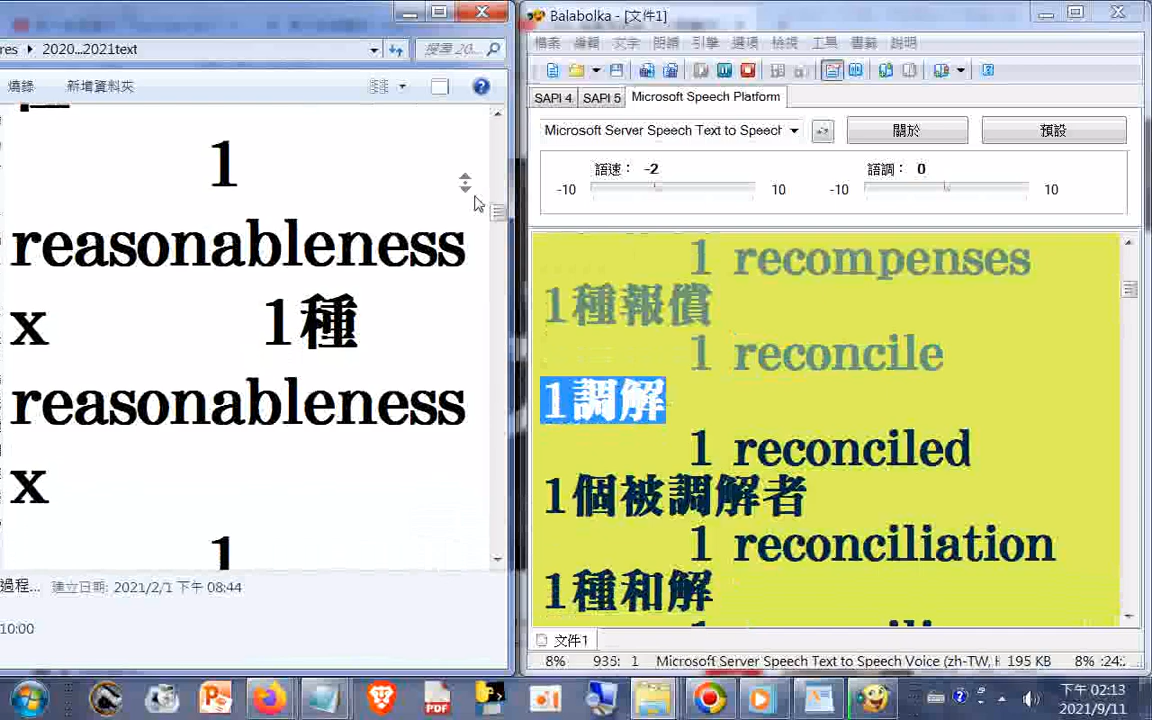 res ▸ 2020...2021text
搜尋 20...
燒錄 新增資料夾
1
reasonableness
x 1種
reasonableness
x
1
過程... 建立日期: 2021/2/1 下午 08:44
10:00
Balabolka - [文件1]
檔案 編輯 文字 朗讀 引擎 選項 檢視 工具 書籤 說明
SAPI 4 SAPI 5 Microsoft Speech Platform
Microsoft Server Speech Text to Speech
關於 預設
語速: -2 語調: 0
-10 10 -10 10
1 recompenses
1種報償
1 reconcile
1調解
1 reconciled
1個被調解者
1 reconciliation
1種和解
文件1
8% 935: 1 Microsoft Server Speech Text to Speech Voice (zh-TW, H 195 KB 8% :24:
PDF
下午 02:13
2021/9/11